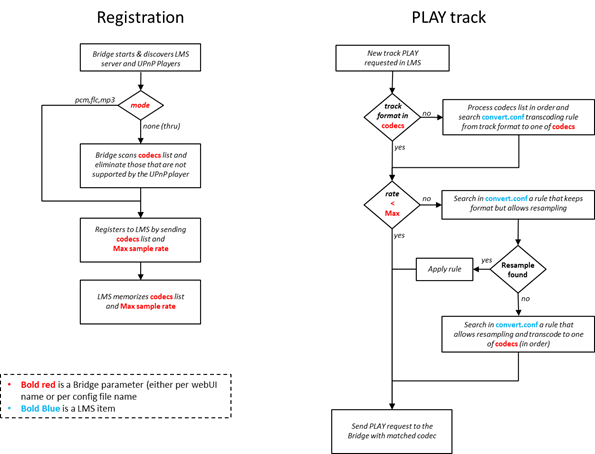 Registration
Bridge starts & discovers LMS
server and UPnP Players
pcm,flc,mp3
mode
none (thru)
Bridge scans codecs list and
eliminate those that are not
supported by the UPnP player
Registers to LMS by sending
codecs list and
Max sample rate
LMS memorizes codecs list
and Max sample rate
• Bold red is a Bridge parameter (either per webUI
name or per config file name
• Bold Blue is a LMS item
PLAY track
New track PLAY
requested in LMS
track
format in
codecs
no
yes
Process codecs list in order and
search convert.conf transcoding rule
from track format to one of codecs
rate
<
Max
no
yes
Search in convert.conf a rule that keeps
format but allows resampling
Resample
found
yes
Apply rule
no
Search in convert.conf a rule that
allows resampling and transcode to one
of codecs (in order)
Send PLAY request to the
Bridge with matched codec